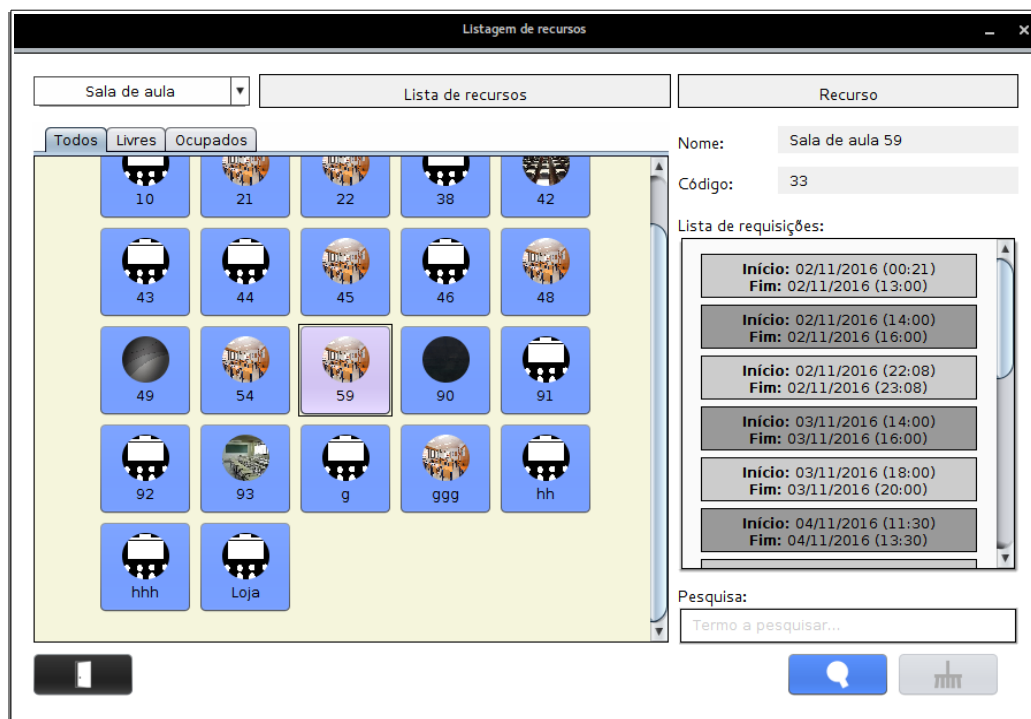 Listagem de recursos
Sala de aula
Lista de recursos
Recurso
Todos Livres Ocupados
Nome: Sala de aula 59
Código: 33
Lista de requisições:
10 21 22 38 42
43 44 45 46 48
49 54 59 90 91
92 93 g ggg hh
hhh Loja
Início: 02/11/2016 (00:21)
Fim: 02/11/2016 (13:00)
Início: 02/11/2016 (14:00)
Fim: 02/11/2016 (16:00)
Início: 02/11/2016 (22:08)
Fim: 02/11/2016 (23:08)
Início: 03/11/2016 (14:00)
Fim: 03/11/2016 (16:00)
Início: 03/11/2016 (18:00)
Fim: 03/11/2016 (20:00)
Início: 04/11/2016 (11:30)
Fim: 04/11/2016 (13:30)
Pesquisa:
Termo a pesquisar...